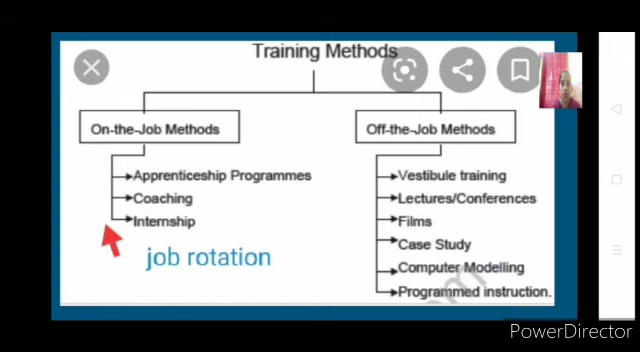 Training Methods
On-the-Job Methods
Off-the-Job Methods
Apprenticeship Programmes
Coaching
Internship
job rotation
Vestibule training
Lectures/Conferences
Films
Case Study
Computer Modelling
Programmed instruction.
PowerDirector